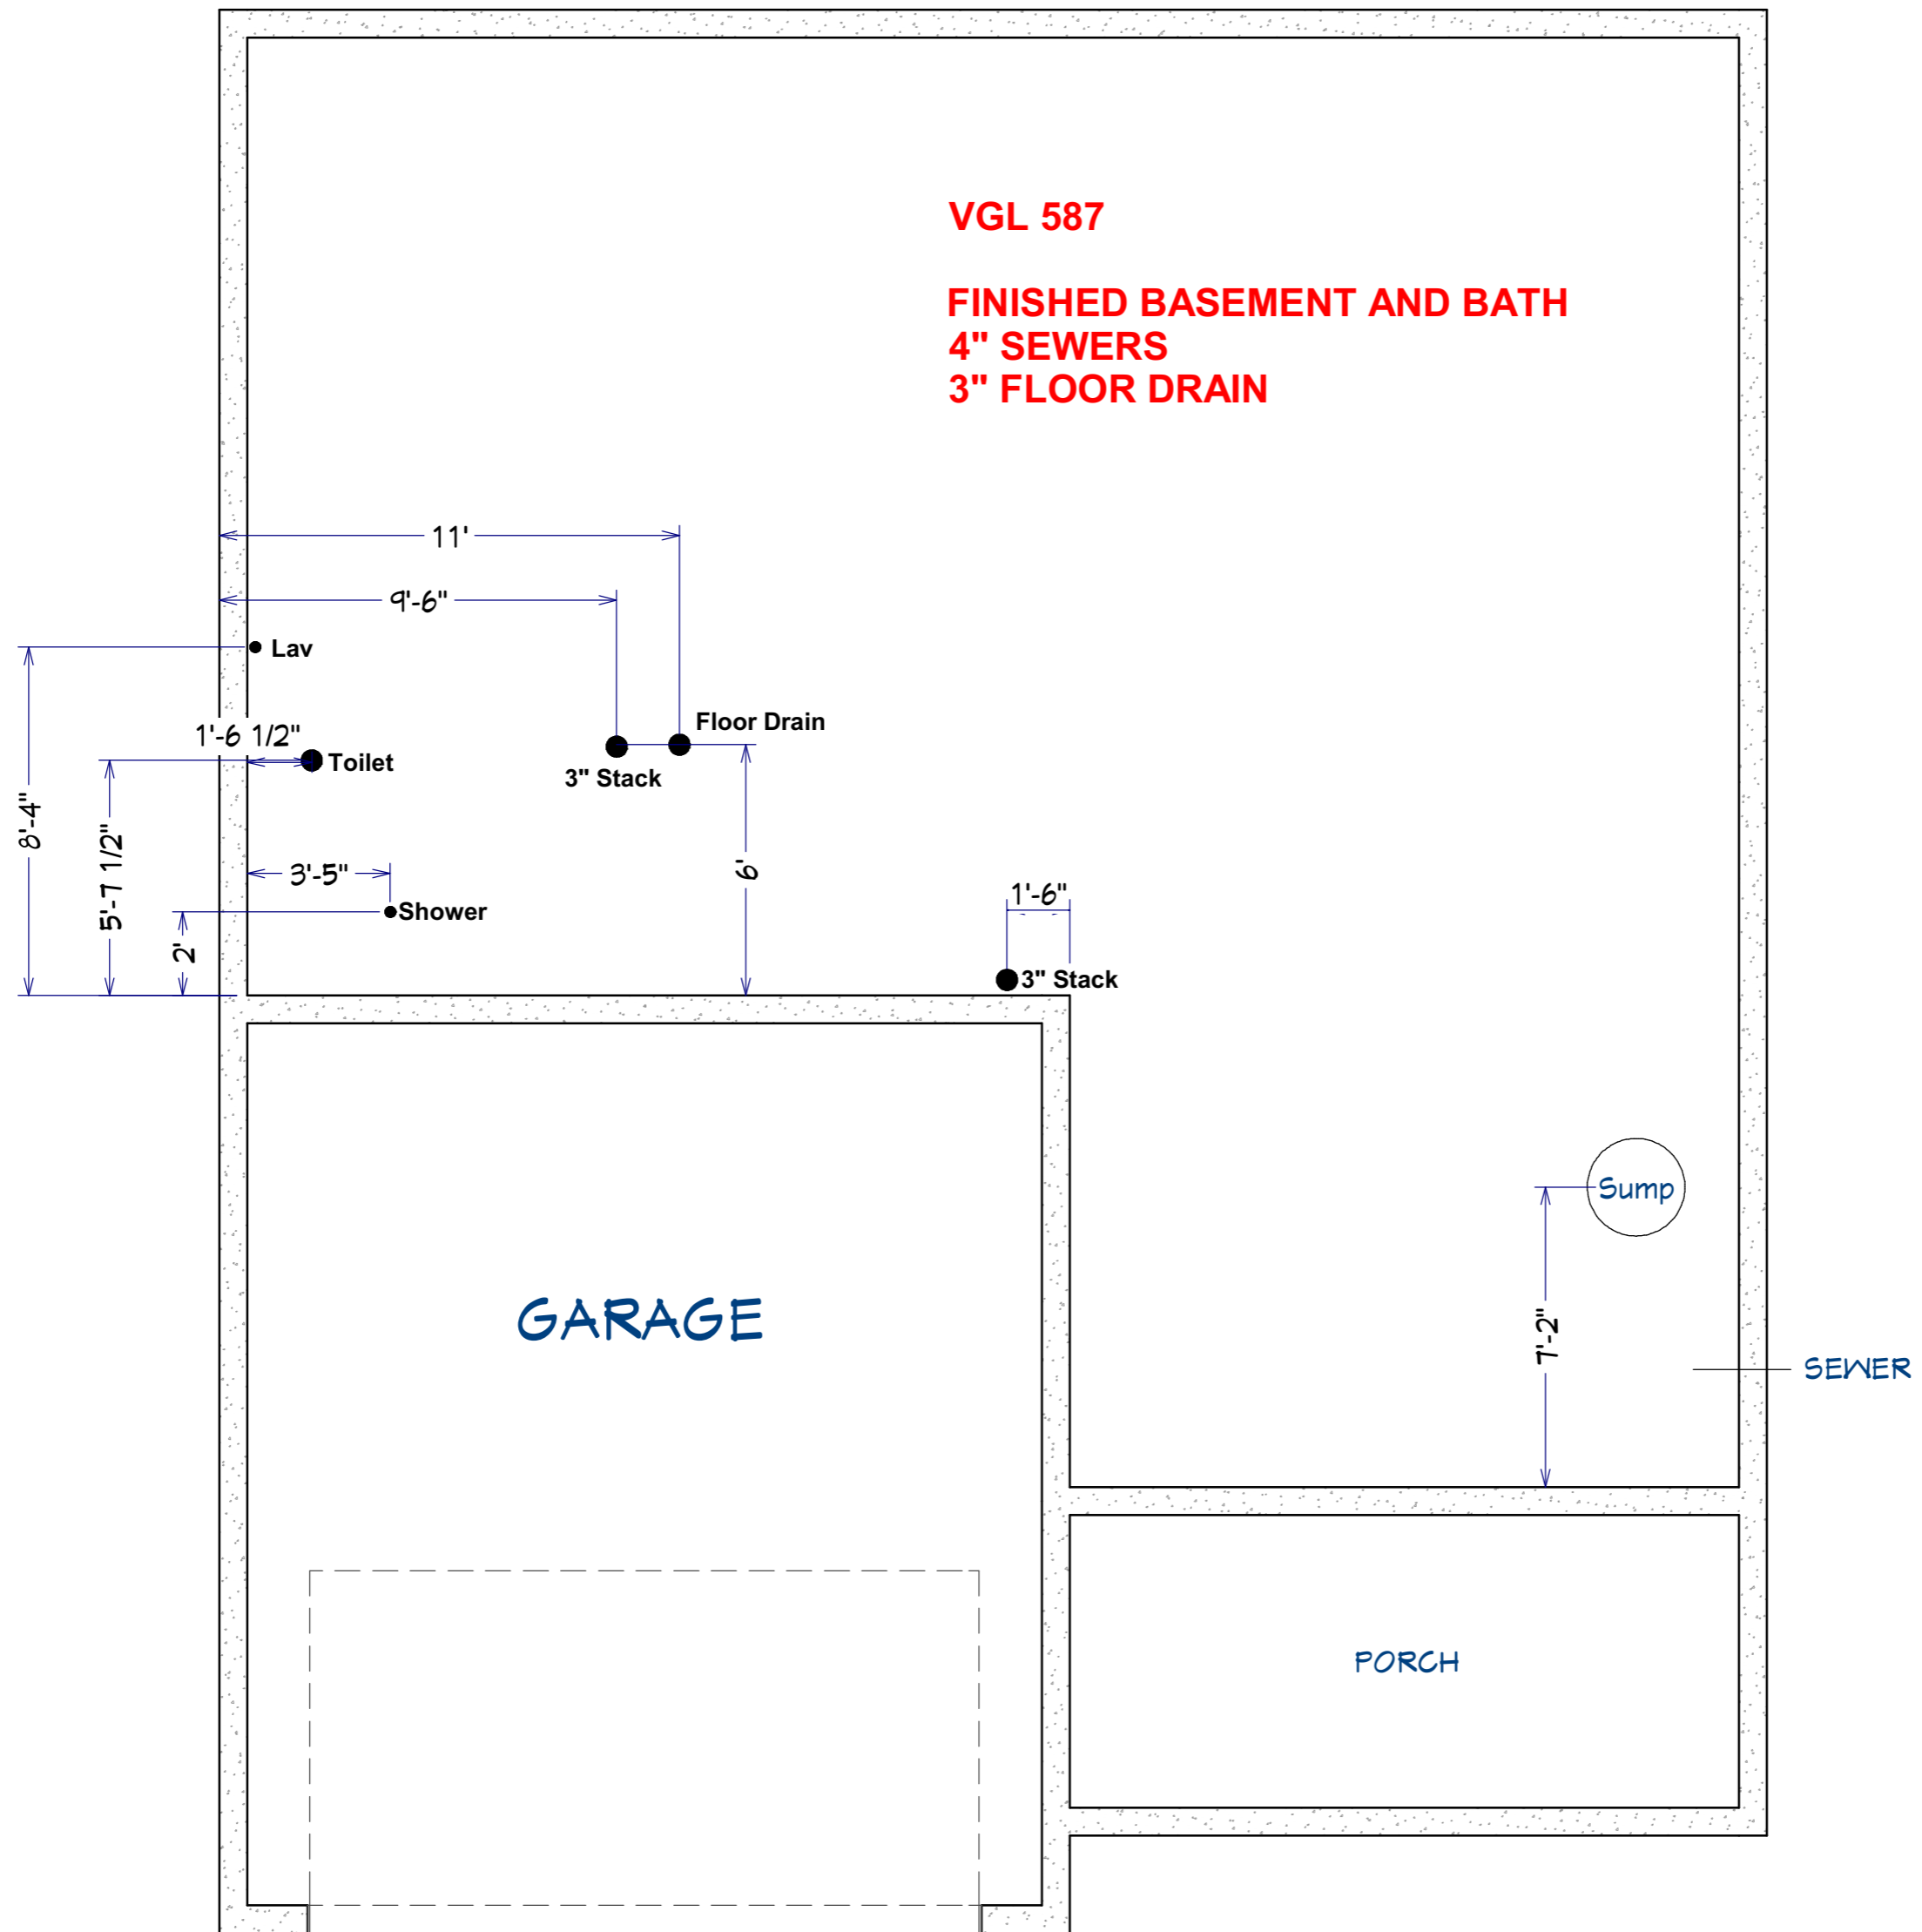 VGL 587
FINISHED BASEMENT AND BATH
4" SEWERS
3" FLOOR DRAIN
11'
9'-6"
Lav
Floor Drain
1'-6 1/2"
Toilet
3" Stack
8'-4"
5'-7 1/2"
3'-5"
6'
Shower
2'
1'-6"
3" Stack
Sump
GARAGE
7'-2"
SEWER
PORCH